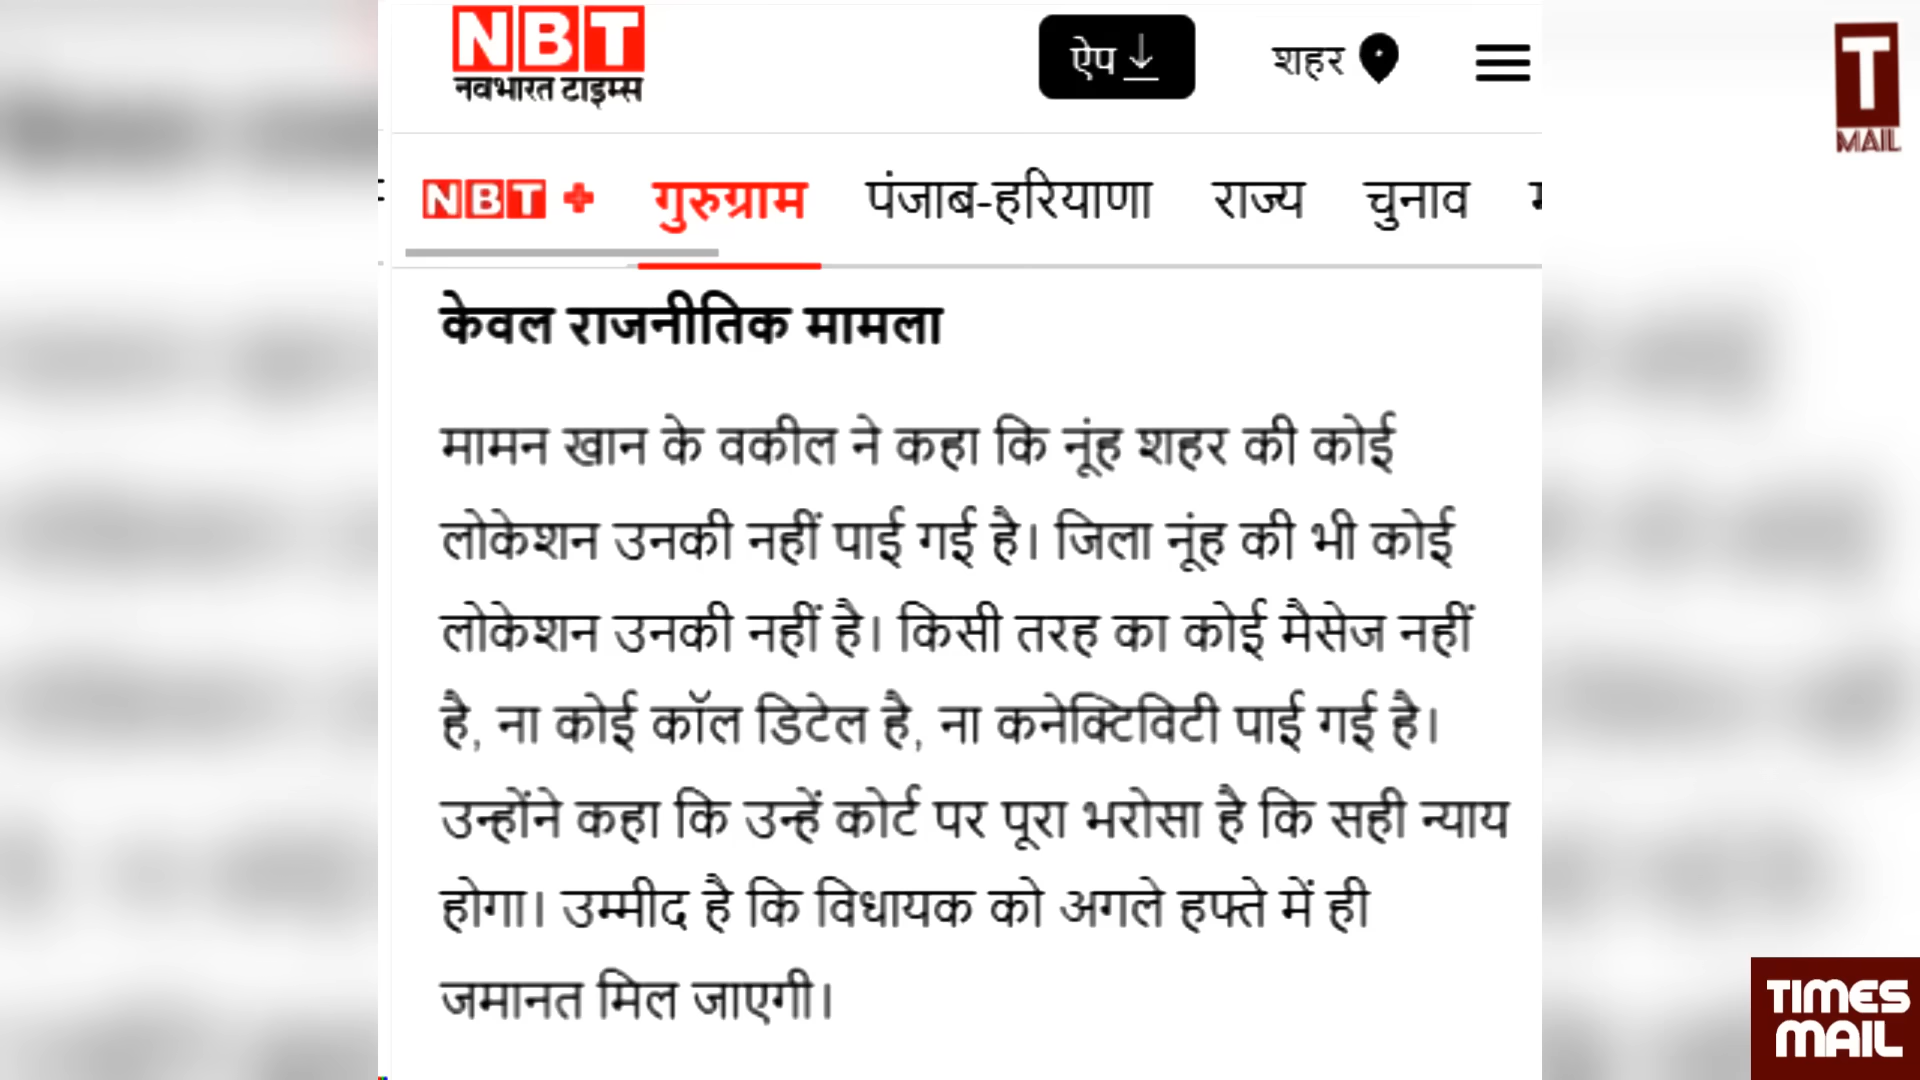 NBT
नवभारत टाइम्स
ऐप
शहर
T
MAIL
NBT + गुरुग्राम पंजाब-हरियाणा राज्य चुनाव
केवल राजनीतिक मामला
मामन खान के वकील ने कहा कि नूंह शहर की कोई
लोकेशन उनकी नहीं पाई गई है। जिला नूंह की भी कोई
लोकेशन उनकी नहीं है। किसी तरह का कोई मैसेज नहीं
है, ना कोई कॉल डिटेल है, ना कनेक्टिविटी पाई गई है।
उन्होंने कहा कि उन्हें कोर्ट पर पूरा भरोसा है कि सही न्याय
होगा। उम्मीद है कि विधायक को अगले हफ्ते में ही
जमानत मिल जाएगी।
TIMES
MAIL